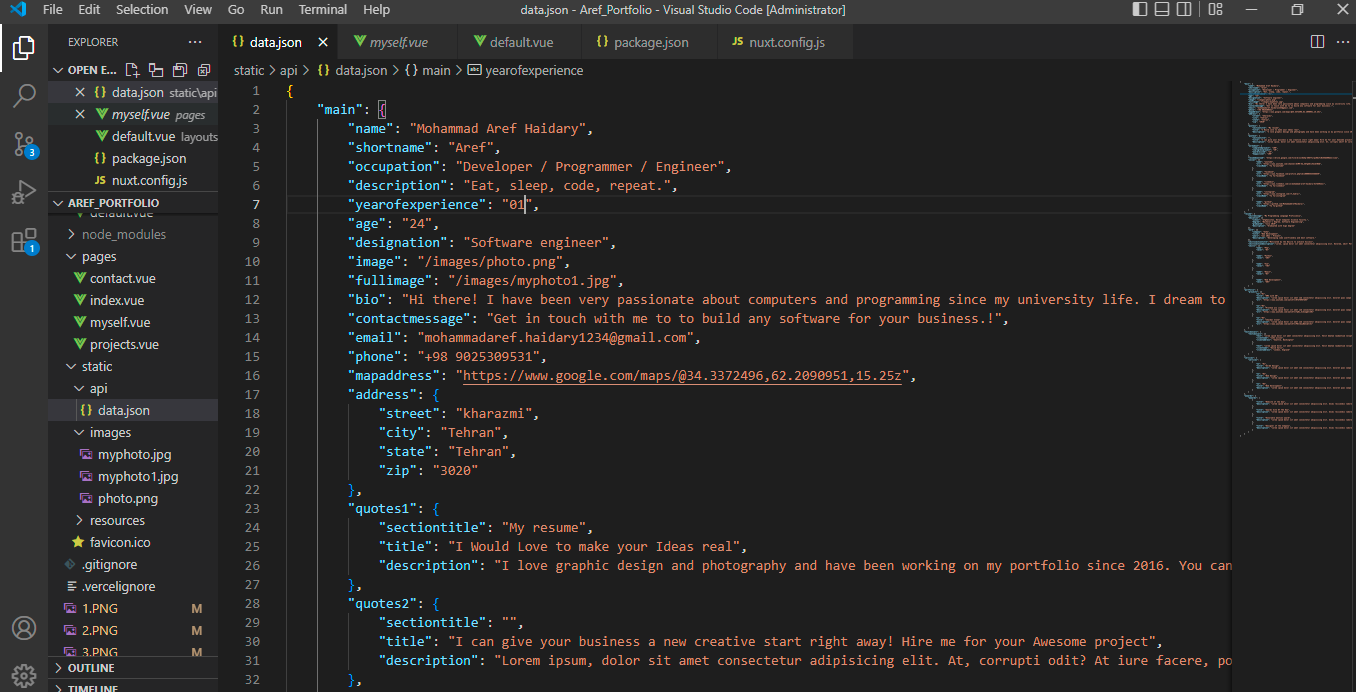 File Edit Selection View Go Run Terminal Help data.json - Aref_Portfolio - Visual Studio Code [Administrator]
EXPLORER ...
OPEN E...
data.json static\api
myself.vue pages
default.vue layouts
package.json
nuxt.config.js
AREF_PORTFOLIO
default.vue
node_modules
pages
contact.vue
index.vue
myself.vue
projects.vue
static
api
data.json
images
myphoto.jpg
myphoto1.jpg
photo.png
resources
favicon.ico
.gitignore
.vercelignore
1.PNG M
2.PNG M
3.PNG M
OUTLINE
TIMELINE
3
1
data.json myself.vue default.vue package.json JS nuxt.config.js
static > api > {} data.json > {} main > yearofexperience
1 {
2 "main": {
3 "name": "Mohammad Aref Haidary",
4 "shortname": "Aref",
5 "occupation": "Developer / Programmer / Engineer",
6 "description": "Eat, sleep, code, repeat.",
7 "yearofexperience": "01",
8 "age": "24",
9 "designation": "Software engineer",
10 "image": "/images/photo.png",
11 "fullimage": "/images/myphoto1.jpg",
12 "bio": "Hi there! I have been very passionate about computers and programming since my university life. I dream to
13 "contactmessage": "Get in touch with me to to build any software for your business.!",
14 "email": "mohammadaref.haidary1234@gmail.com",
15 "phone": "+98 9025309531",
16 "mapaddress": "https://www.google.com/maps/@34.3372496,62.2090951,15.25z",
17 "address": {
18 "street": "kharazmi",
19 "city": "Tehran",
20 "state": "Tehran",
21 "zip": "3020"
22 },
23 "quotes1": {
24 "sectiontitle": "My resume",
25 "title": "I Would Love to make your Ideas real",
26 "description": "I love graphic design and photography and have been working on my portfolio since 2016. You can
27 },
28 "quotes2": {
29 "sectiontitle": "",
30 "title": "I can give your business a new creative start right away! Hire me for your Awesome project",
31 "description": "Lorem ipsum, dolor sit amet consectetur adipisicing elit. At, corrupti odit? At iure facere, po
32 },